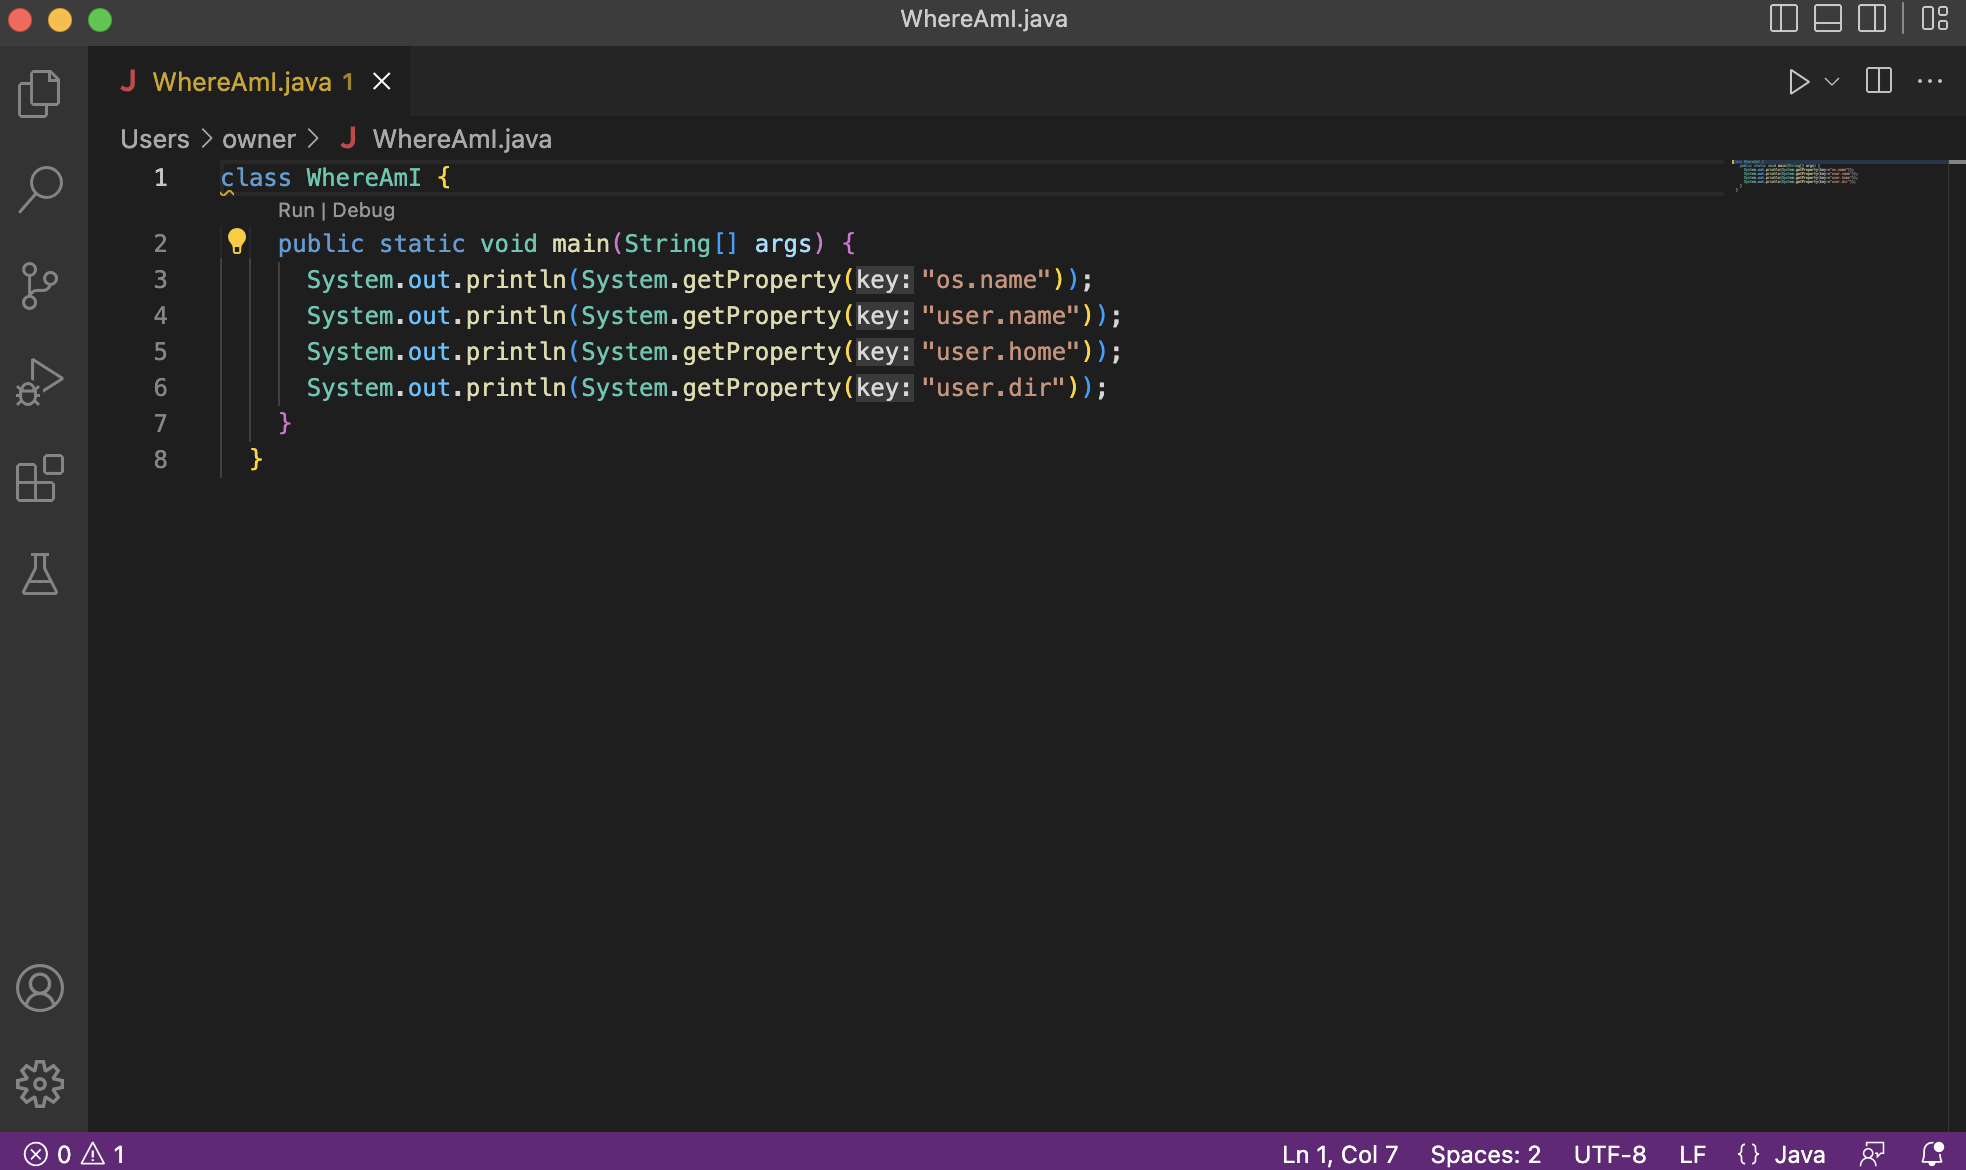 WhereAmI.java
J WhereAmI.java 1
Users > owner > J WhereAmI.java
1 class WhereAmI {
Run | Debug
2 public static void main(String[] args) {
3 System.out.println(System.getProperty(key: "os.name"));
4 System.out.println(System.getProperty(key: "user.name"));
5 System.out.println(System.getProperty(key: "user.home"));
6 System.out.println(System.getProperty(key: "user.dir"));
7 }
8 }
0 1 Ln 1, Col 7 Spaces: 2 UTF-8 LF {} Java